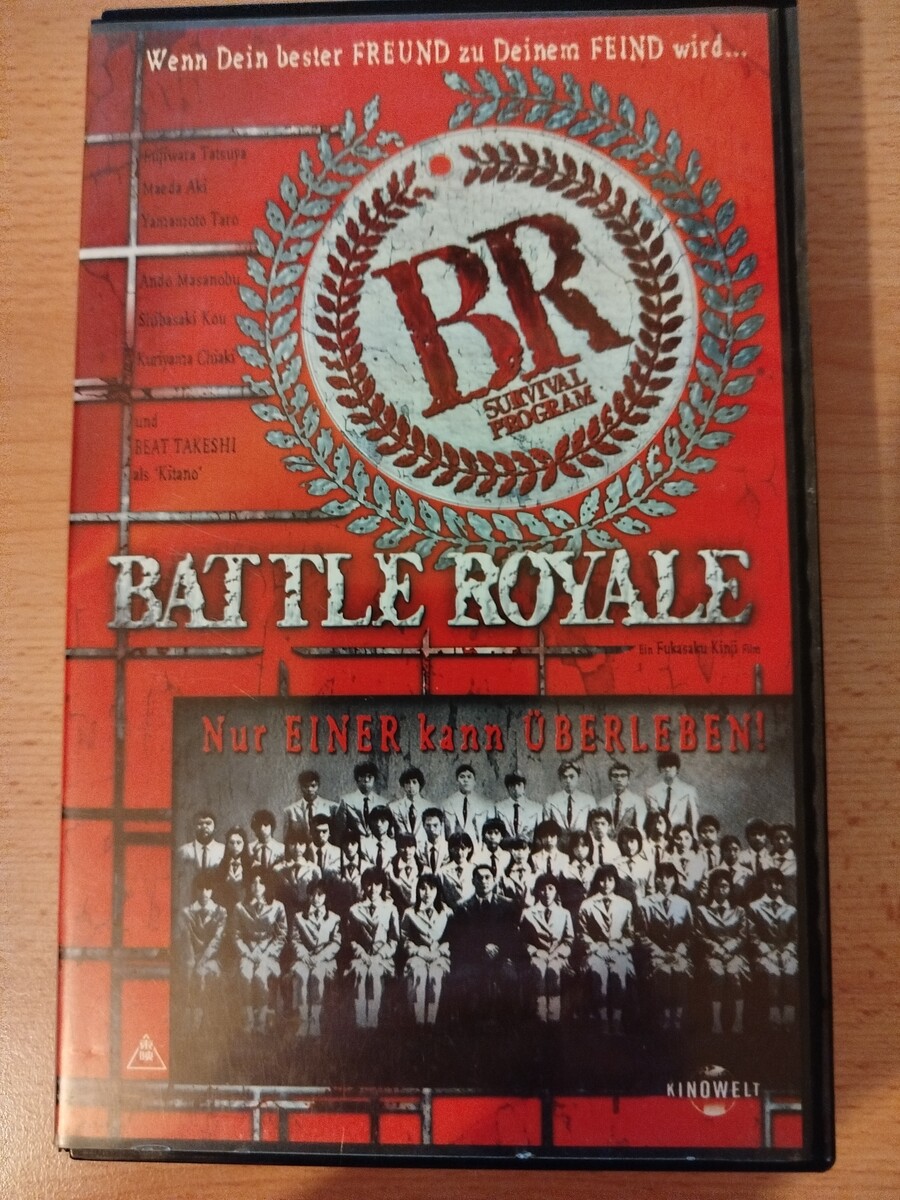 Wenn Dein bester FREUND zu Deinem FEIND wird...
Fujiwara Tatsuya
Maeda Aki
Yamamoto Taro
Ando Masanobu
Shibasaki Kou
Kuriyama Chiaki
und
BEAT TAKESHI
als 'Kitano'
BR
SURVIVAL
PROGRAM
BATTLE ROYALE
Ein Fukasaku Kinji Film
Nur EINER kann ÜBERLEBEN!
KINOWELT